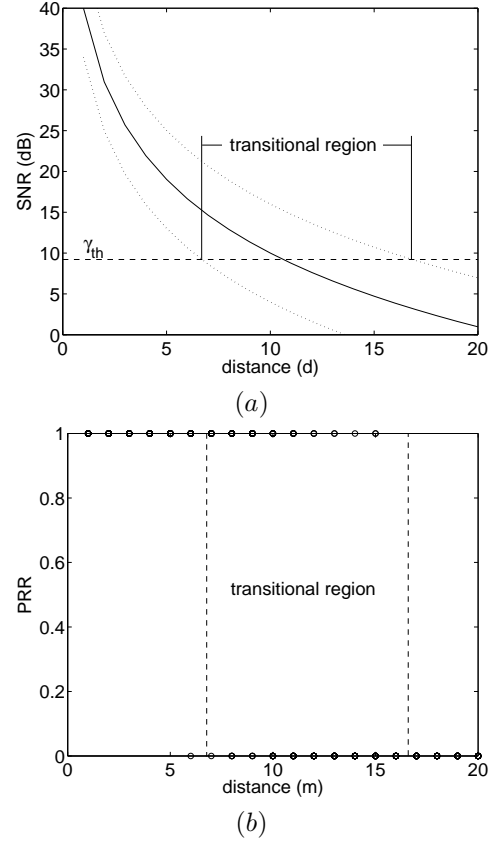 40
35
30
25
20
15
10
5
0
SNR (dB)
transitional region
γth
0 5 10 15 20
distance (d)
(a)
1
0.8
0.6
0.4
0.2
0
PRR
transitional region
0 5 10 15 20
distance (m)
(b)